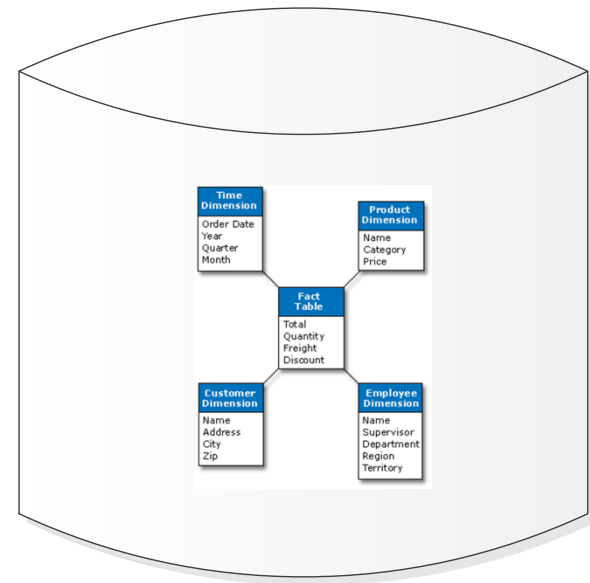 Time
Dimension
Order Date
Year
Quarter
Month
Product
Dimension
Name
Category
Price
Fact
Table
Total
Quantity
Freight
Discount
Customer
Dimension
Name
Address
City
Zip
Employee
Dimension
Name
Supervisor
Department
Region
Territory